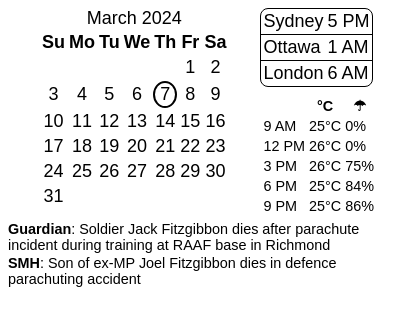 March 2024
Su Mo Tu We Th Fr Sa
1 2
3 4 5 6 7 8 9
10 11 12 13 14 15 16
17 18 19 20 21 22 23
24 25 26 27 28 29 30
31
Sydney 5 PM
Ottawa 1 AM
London 6 AM
°C ☂
9 AM 25°C 0%
12 PM 26°C 0%
3 PM 26°C 75%
6 PM 25°C 84%
9 PM 25°C 86%
Guardian: Soldier Jack Fitzgibbon dies after parachute
incident during training at RAAF base in Richmond
SMH: Son of ex-MP Joel Fitzgibbon dies in defence
parachuting accident